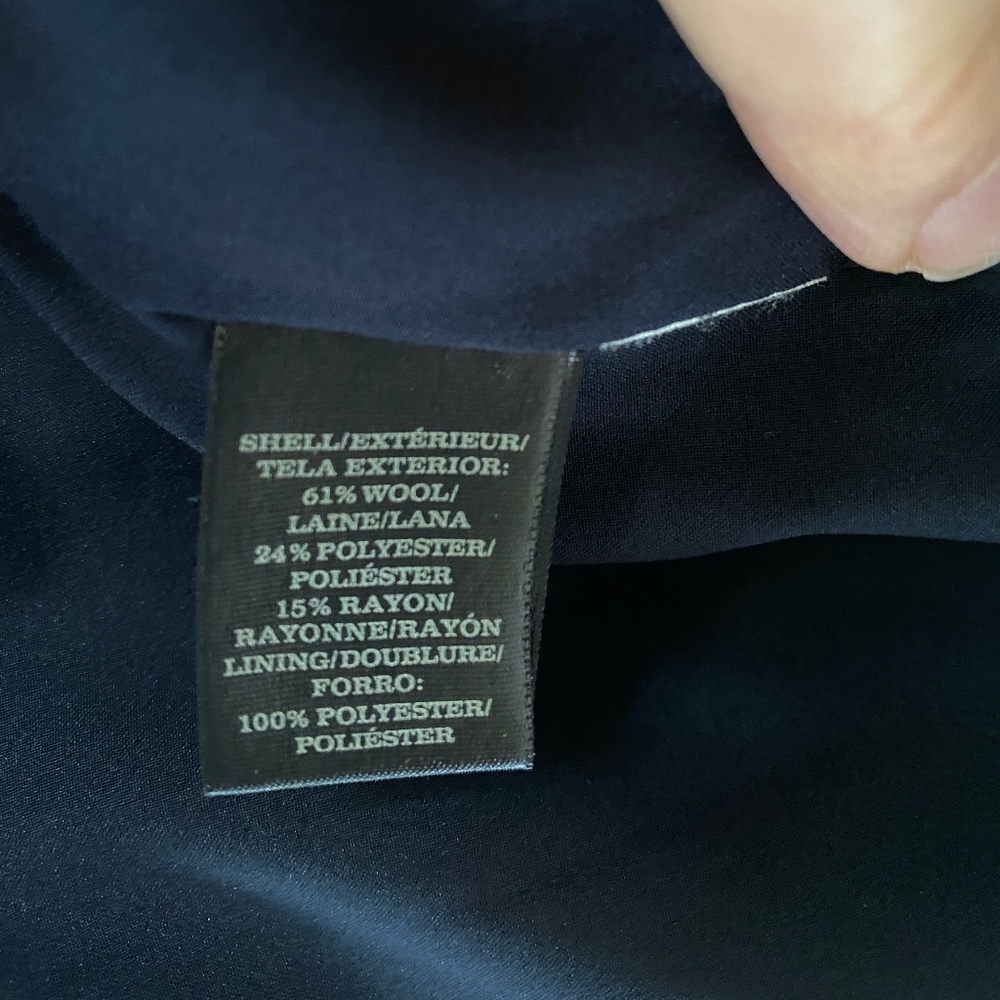 SHELL/EXTÉRIEUR/
TELA EXTERIOR:
61% WOOL/
LAINE/LANA
24% POLYESTER/
POLIÉSTER
15% RAYON/
RAYONNE/RAYÓN
LINING/DOUBLURE/
FORRO:
100% POLYESTER/
POLIÉSTER